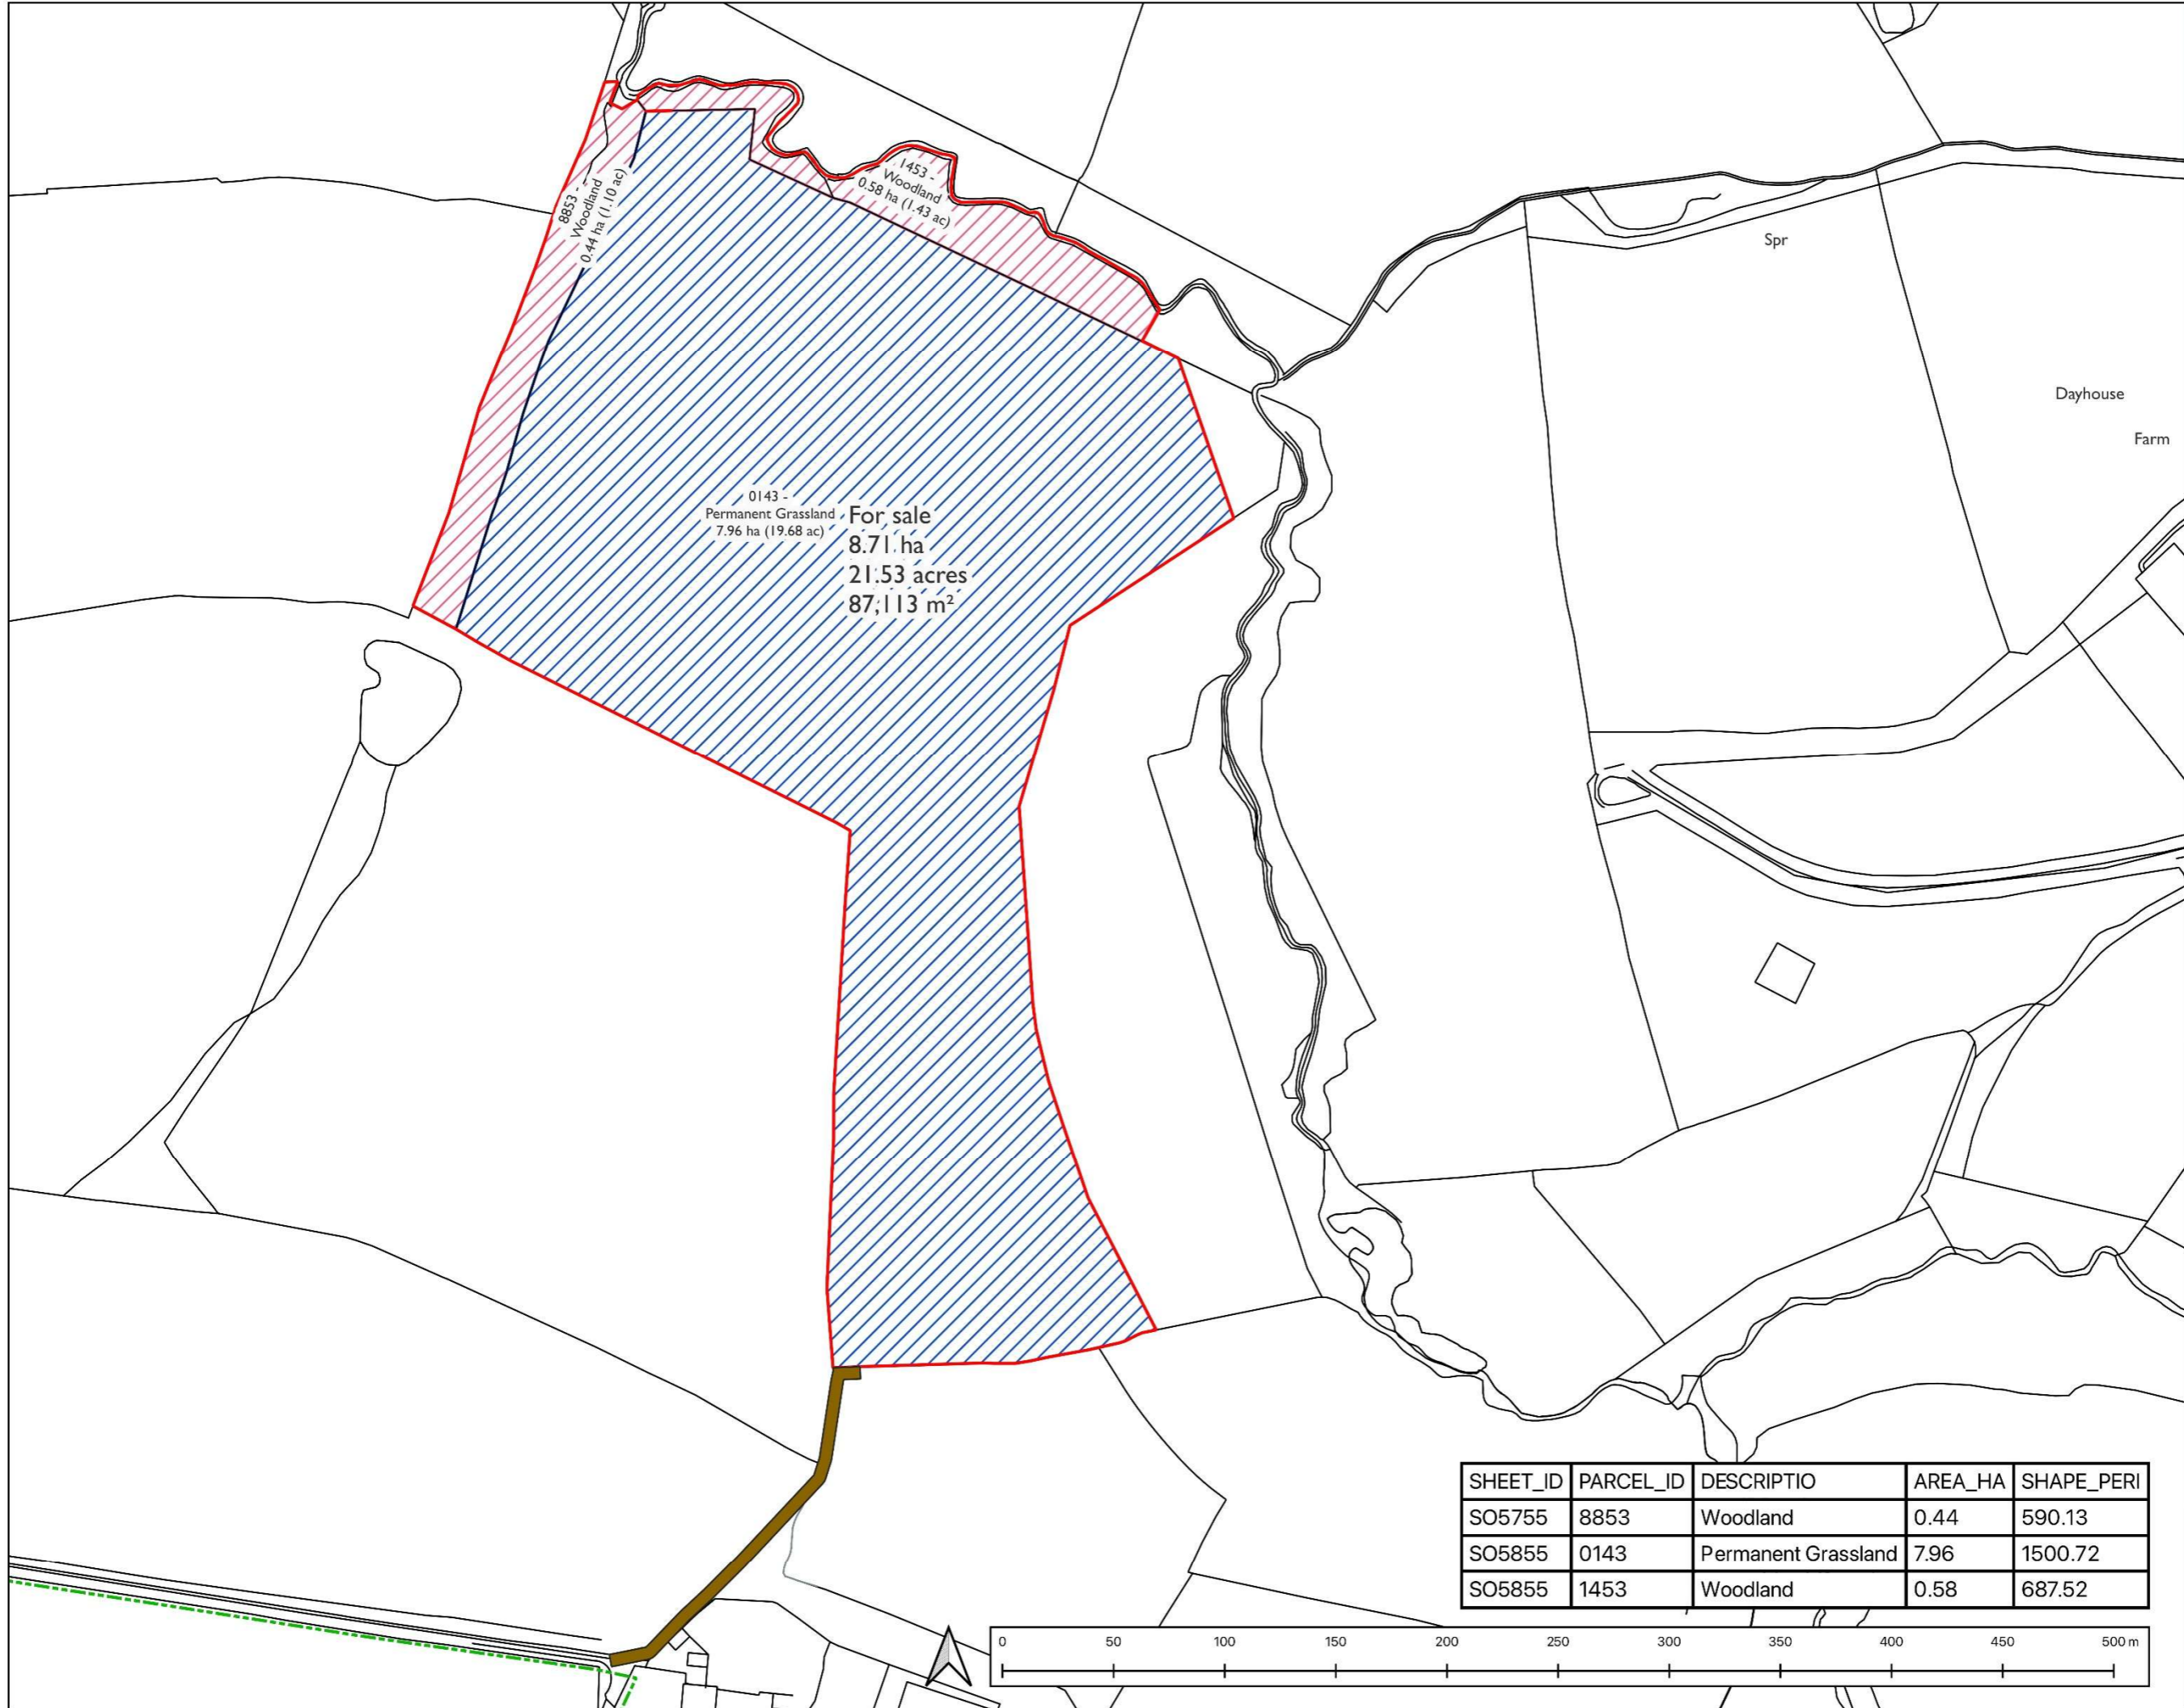 8853 -
Woodland
0.44 ha (1.10 ac)
1453 -
Woodland
0.58 ha (1.43 ac)
Spr
Dayhouse
Farm
0143 -
Permanent Grassland
7.96 ha (19.68 ac)
For sale
8.71 ha
21.53 acres
87,113 m²
SHEET_ID PARCEL_ID DESCRIPTIO AREA_HA SHAPE_PERI
SO5755 8853 Woodland 0.44 590.13
SO5855 0143 Permanent Grassland 7.96 1500.72
SO5855 1453 Woodland 0.58 687.52
0 50 100 150 200 250 300 350 400 450 500 m